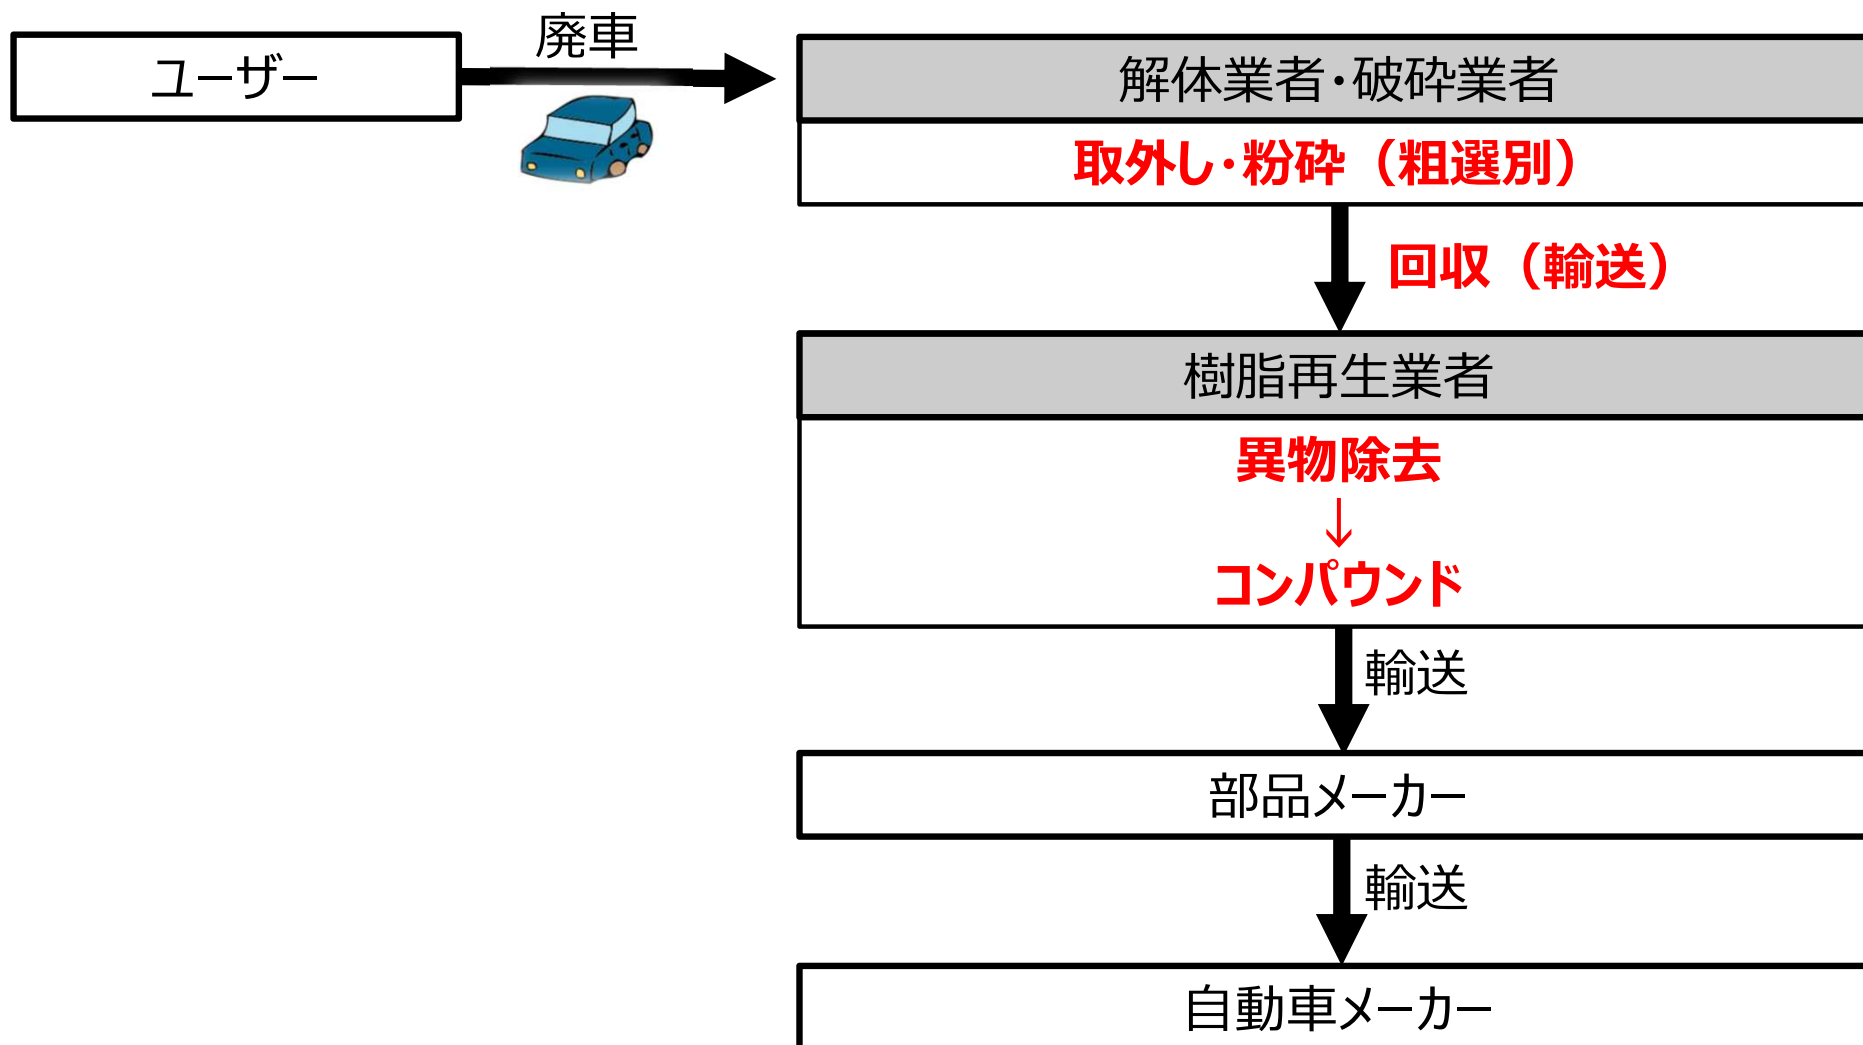 廃車
ユーザー
解体業者・破砕業者
取外し・粉砕（粗選別）
回収（輸送）
樹脂再生業者
異物除去
↓
コンパウンド
輸送
部品メーカー
輸送
自動車メーカー